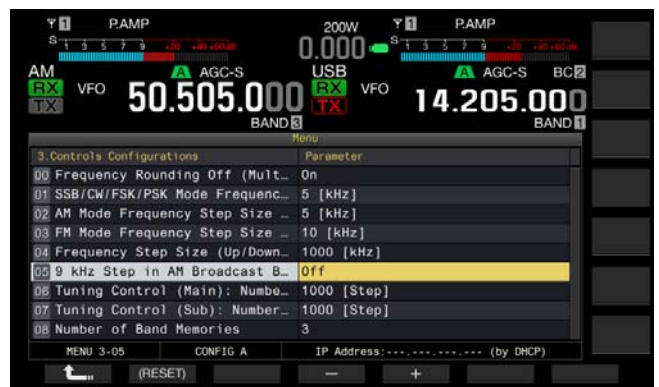 1 P.AMP 200W 1 P.AMP
S 1 3 5 7 9 +20 +40 +60dB 0.000 S 1 3 5 7 9 +20 +40 +60dB
AM A AGC-S USB A AGC-S BC2
RX TX VFO 50.505.000 RX TX VFO 14.205.000
BAND 3 BAND 1
Menu
3.Controls Configurations Parameter
00 Frequency Rounding Off (Mult… On
01 SSB/CW/FSK/PSK Mode Frequenc… 5 [kHz]
02 AM Mode Frequency Step Size … 5 [kHz]
03 FM Mode Frequency Step Size … 10 [kHz]
04 Frequency Step Size (Up/Down… 1000 [kHz]
05 9 kHz Step in AM Broadcast B… Off
06 Tuning Control (Main): Numbe… 1000 [Step]
07 Tuning Control (Sub): Number… 1000 [Step]
08 Number of Band Memories 3
MENU 3-05 CONFIG A IP Address:---.---.---.--- (by DHCP)
(RESET) − +